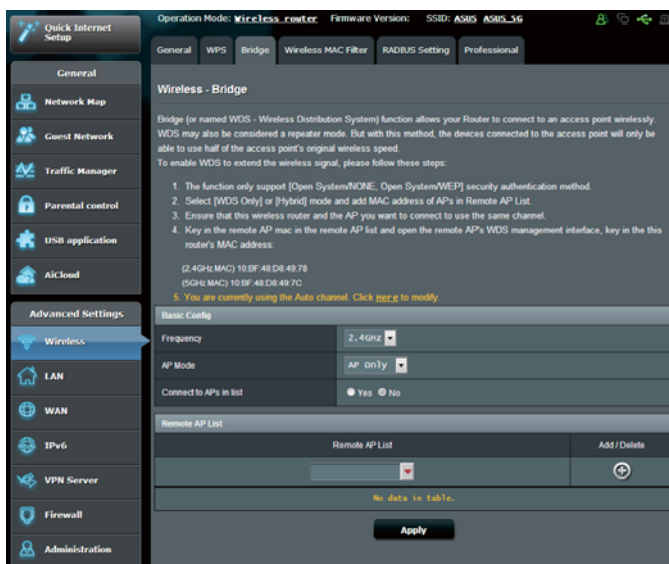 Quick Internet
Setup
General
Network Map
Guest Network
Traffic Manager
Parental control
USB application
AiCloud
Advanced Settings
Wireless
LAN
WAN
IPv6
VPN Server
Firewall
Administration
Operation Mode: Wireless router Firmware Version: SSID: ASUS ASUS_5G
General WPS Bridge Wireless MAC Filter RADIUS Setting Professional
Wireless - Bridge
Bridge (or named WDS - Wireless Distribution System) function allows your Router to connect to an access point wirelessly.
WDS may also be considered a repeater mode. But with this method, the devices connected to the access point will only be
able to use half of the access point's original wireless speed.
To enable WDS to extend the wireless signal, please follow these steps:
1. The function only support [Open System/NONE, Open System/WEP] security authentication method.
2. Select [WDS Only] or [Hybrid] mode and add MAC address of APs in Remote AP List.
3. Ensure that this wireless router and the AP you want to connect to use the same channel.
4. Key in the remote AP mac in the remote AP list and open the remote AP's WDS management interface, key in the this
router's MAC address:
(2.4GHz MAC) 10:BF:48:D8:49:78
(5GHz MAC) 10:BF:48:D8:49:7C
5. You are currently using the Auto channel. Click Here to modify.
Basic Config
Frequency 2.4GHz
AP Mode AP Only
Connect to APs in list Yes No
Remote AP List
Remote AP List Add / Delete
No data in table.
Apply